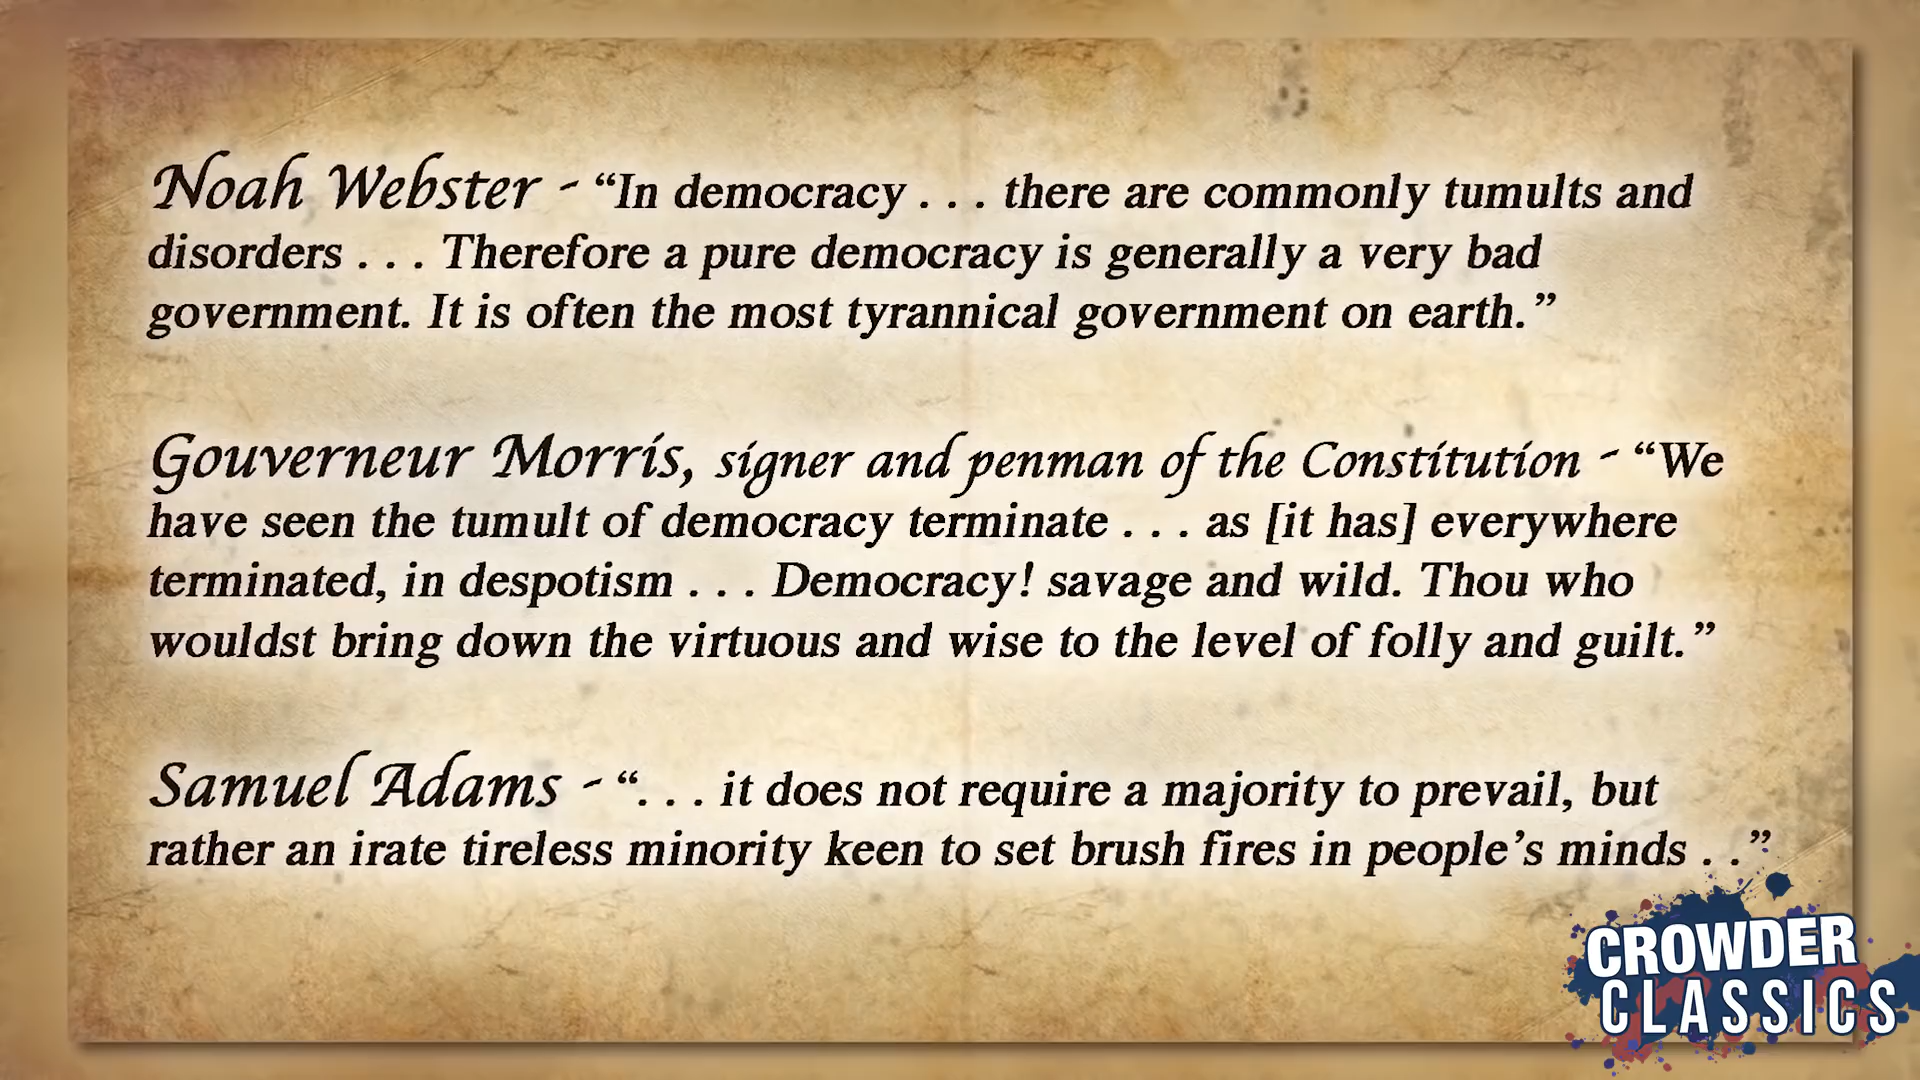 Noah Webster - “In democracy . . . there are commonly tumults and
disorders . . . Therefore a pure democracy is generally a very bad
government. It is often the most tyrannical government on earth.”
Gouverneur Morris, signer and penman of the Constitution - “We
have seen the tumult of democracy terminate . . . as [it has] everywhere
terminated, in despotism . . . Democracy! savage and wild. Thou who
wouldst bring down the virtuous and wise to the level of folly and guilt.”
Samuel Adams - “. . . it does not require a majority to prevail, but
rather an irate tireless minority keen to set brush fires in people’s minds . .”
CROWDER
CLASSICS